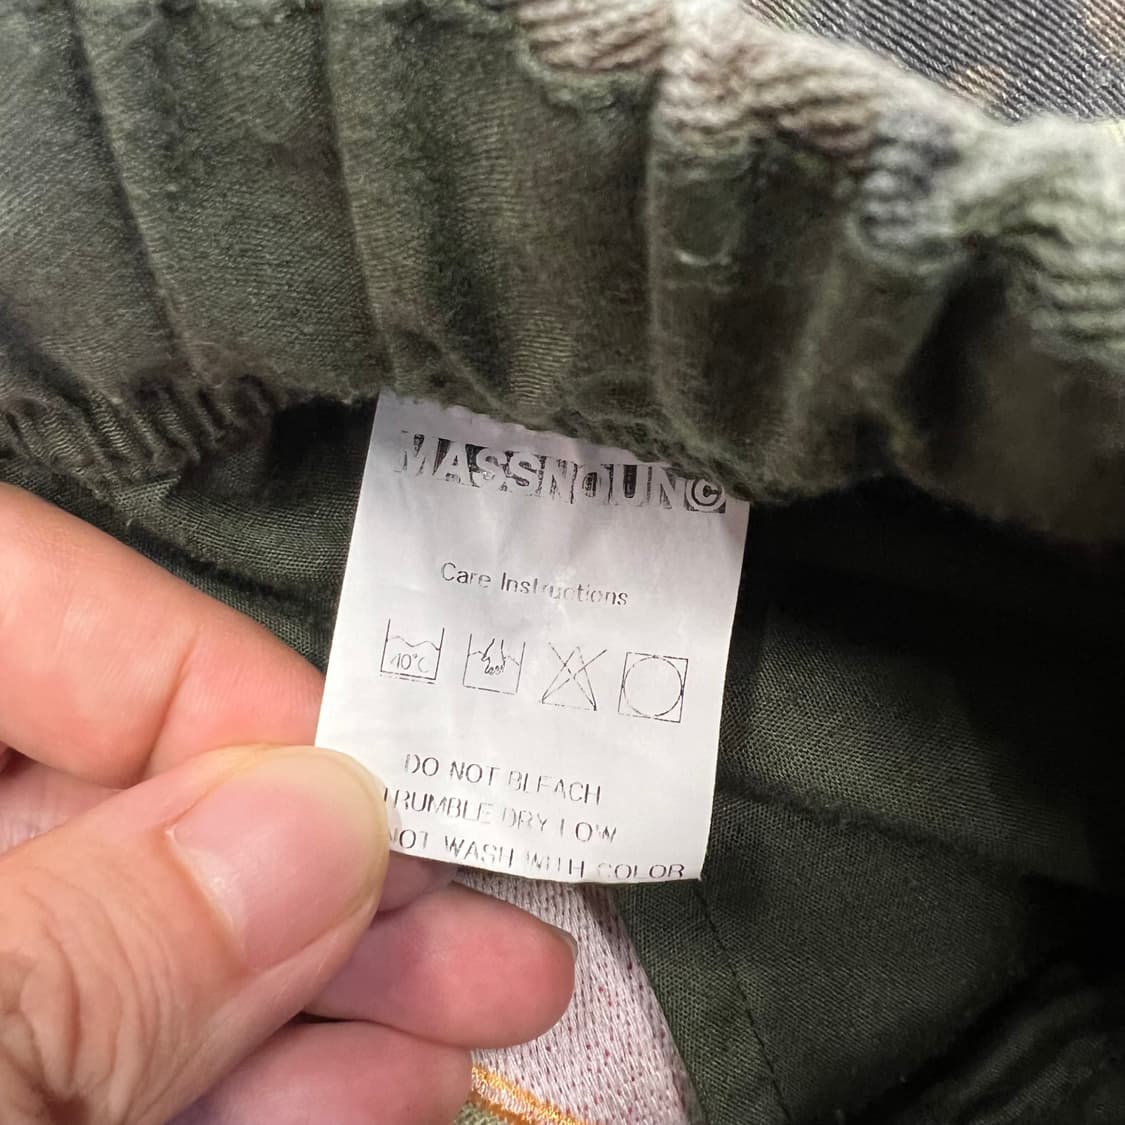 MASSNOUN©
Care Instructions
40°C
DO NOT BLEACH
TRUMBLE DRY LOW
NOT WASH WITH COLOR